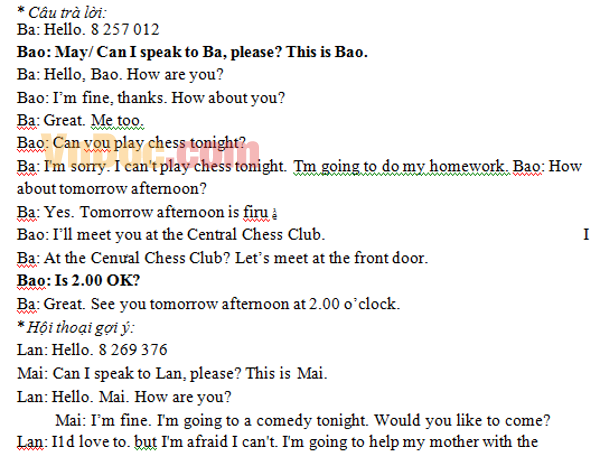 * Câu trả lời:
Ba: Hello. 8 257 012
Bao: May/ Can I speak to Ba, please? This is Bao.
Ba: Hello, Bao. How are you?
Bao: I’m fine, thanks. How about you?
Ba: Great. Me too.
Bao: Can you play chess tonight?
Ba: I'm sorry. I can't play chess tonight. Tm going to do my homework. Bao: How
about tomorrow afternoon?
Ba: Yes. Tomorrow afternoon is firu
Bao: I’ll meet you at the Central Chess Club. I
Ba: At the Cenưal Chess Club? Let’s meet at the front door.
Bao: Is 2.00 OK?
Ba: Great. See you tomorrow afternoon at 2.00 o’clock.
* Hội thoại gợi ý:
Lan: Hello. 8 269 376
Mai: Can I speak to Lan, please? This is Mai.
Lan: Hello. Mai. How are you?
Mai: I’m fine. I'm going to a comedy tonight. Would you like to come?
Lan: I1d love to. but I'm afraid I can't. I'm going to help my mother with the
VnDoc.com